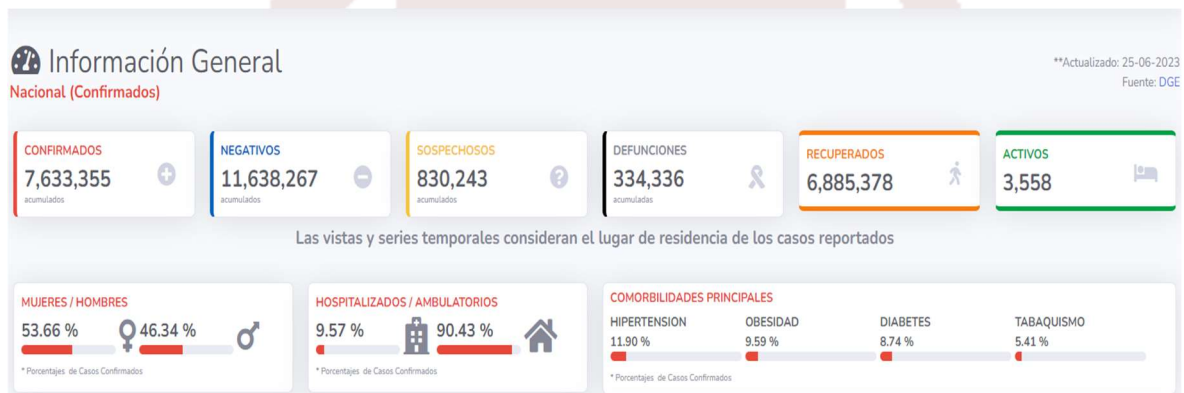 Información General
**Actualizado: 25-06-2023
Nacional (Confirmados)
Fuente: DGE
CONFIRMADOS
7,633,355
acumulados
NEGATIVOS
11,638,267
acumulados
SOSPECHOSOS
830,243
acumulados
DEFUNCIONES
334,336
acumuladas
RECUPERADOS
6,885,378
ACTIVOS
3,558
Las vistas y series temporales consideran el lugar de residencia de los casos reportados
MUJERES / HOMBRES
53.66 % 46.34 %
* Porcentajes de Casos Confirmados
HOSPITALIZADOS / AMBULATORIOS
9.57 % 90.43 %
* Porcentajes de Casos Confirmados
COMORBILIDADES PRINCIPALES
HIPERTENSION OBESIDAD DIABETES TABAQUISMO
11.90 % 9.59 % 8.74 % 5.41 %
* Porcentajes de Casos Confirmados